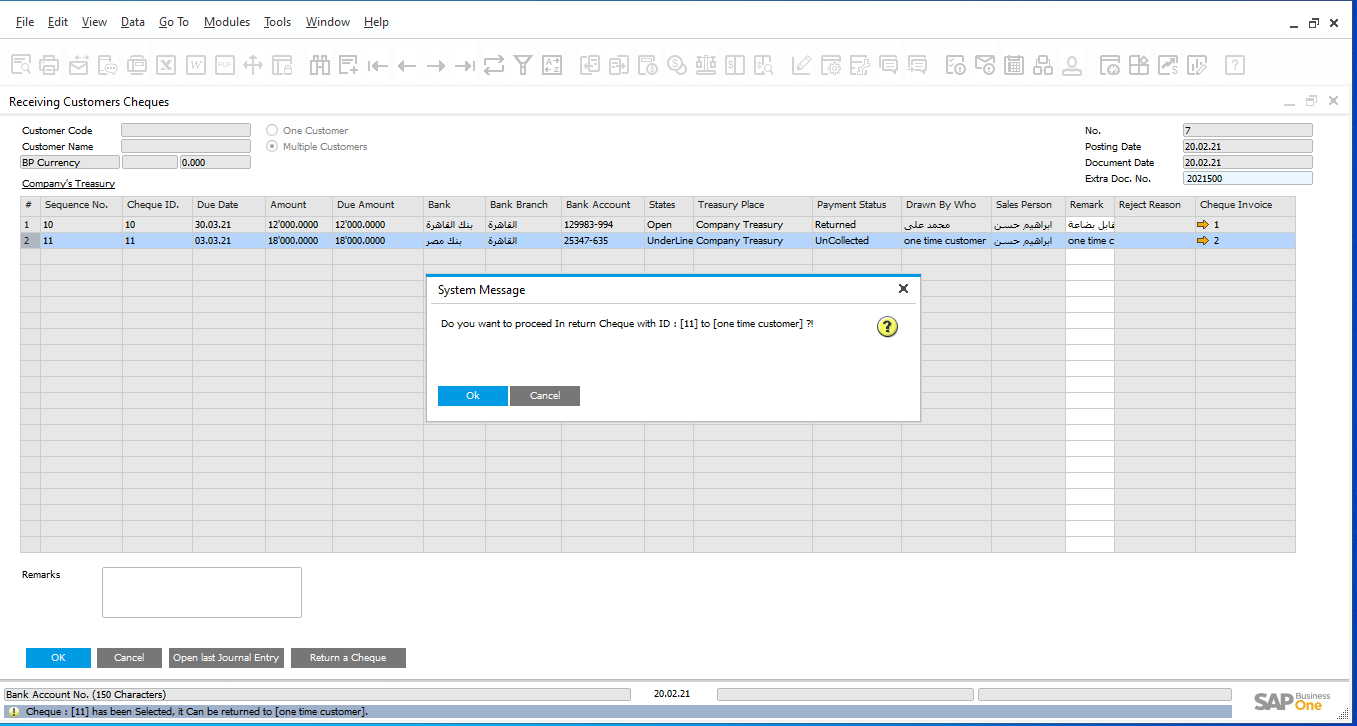 File Edit View Data Go To Modules Tools Window Help
Receiving Customers Cheques
Customer Code One Customer No. 7
Customer Name Multiple Customers Posting Date 20.02.21
BP Currency 0.000 Document Date 20.02.21
Company's Treasury Extra Doc. No. 2021500
# Sequence No. Cheque ID. Due Date Amount Due Amount Bank Bank Branch Bank Account States Treasury Place Payment Status Drawn By Who Sales Person Remark Reject Reason Cheque Invoice
1 10 10 30.03.21 12'000.0000 12'000.0000 بنك القاهرة القاهرة 129983-994 Open Company Treasury Returned محمد على ابراهيم حسن قابل بضاعة 1
2 11 11 03.03.21 18'000.0000 18'000.0000 بنك مصر القاهرة 25347-635 UnderLine Company Treasury UnCollected one time customer ابراهيم حسن one time c 2
System Message
Do you want to proceed In return Cheque with ID : [11] to [one time customer] ?!
Ok Cancel
Remarks
OK Cancel Open last Journal Entry Return a Cheque
Bank Account No. (150 Characters) 20.02.21
Cheque : [11] has been Selected, it Can be returned to [one time customer].
SAP Business One